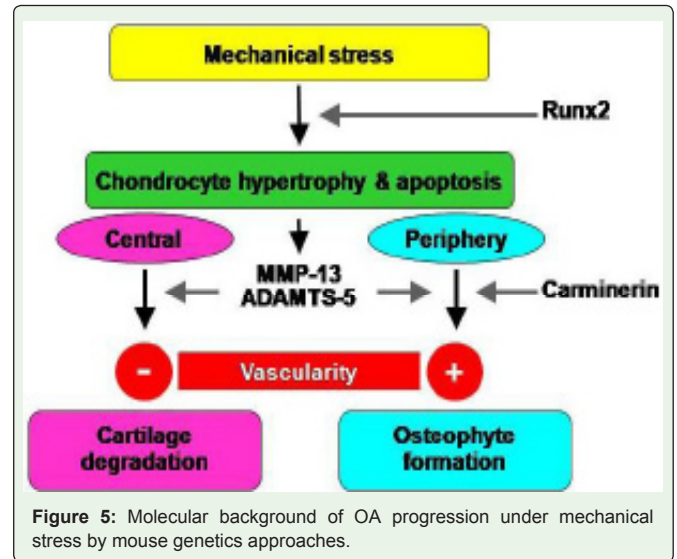 Mechanical stress
Runx2
Chondrocyte hypertrophy & apoptosis
Central
Periphery
MMP-13
ADAMTS-5
Carminerin
-
Vascularity
+
Cartilage
degradation
Osteophyte
formation
Figure 5: Molecular background of OA progression under mechanical
stress by mouse genetics approaches.